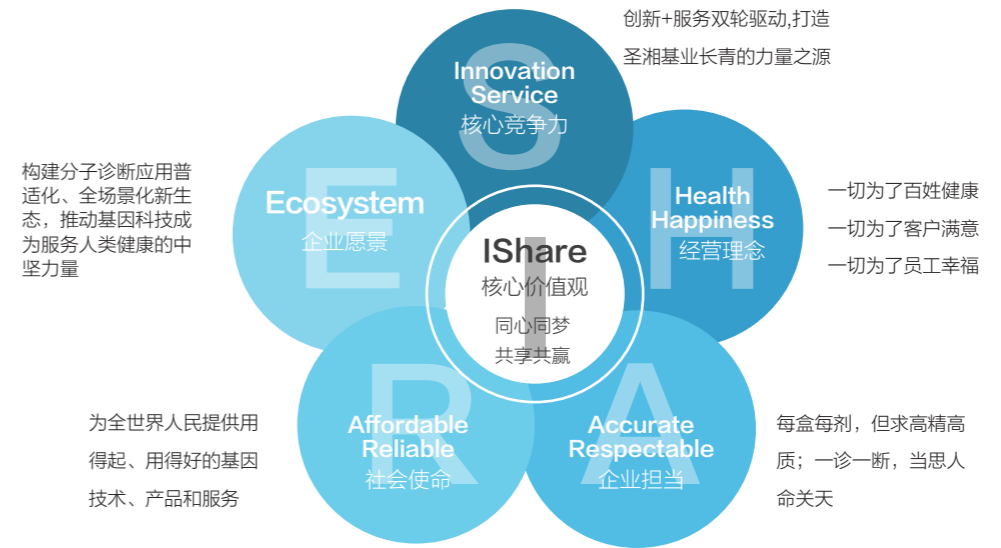 创新+服务双轮驱动,打造
圣湘基业长青的力量之源
S
Innovation
Service
核心竞争力
H
Health
Happiness
经营理念
一切为了百姓健康
一切为了客户满意
一切为了员工幸福
A
Accurate
Respectable
企业担当
每盒每剂，但求高精高
质；一诊一断，当思人
命关天
R
Affordable
Reliable
社会使命
为全世界人民提供用
得起、用得好的基因
技术、产品和服务
E
Ecosystem
企业愿景
构建分子诊断应用普
适化、全场景化新生
态，推动基因科技成
为服务人类健康的中
坚力量
I
IShare
核心价值观
同心同梦
共享共赢